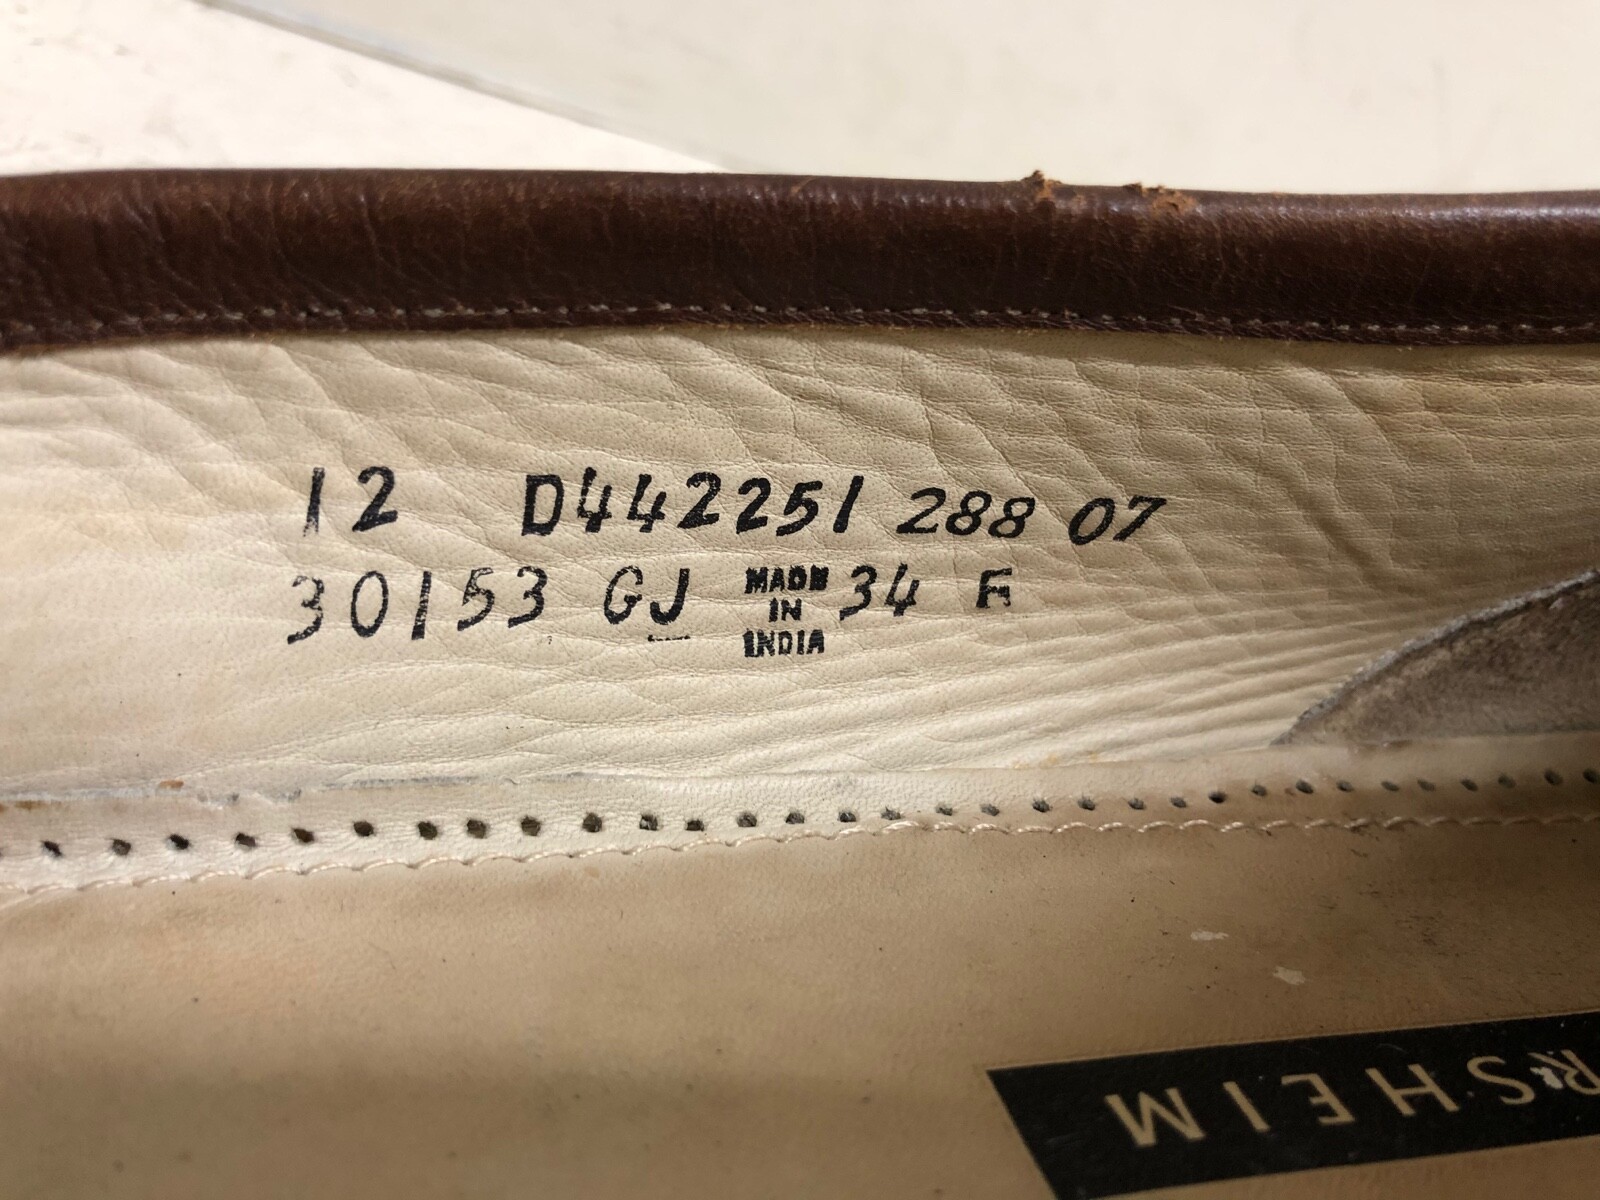 12 D442251 288 07
30153 GJ MADE IN INDIA 34 F
RSHEIM